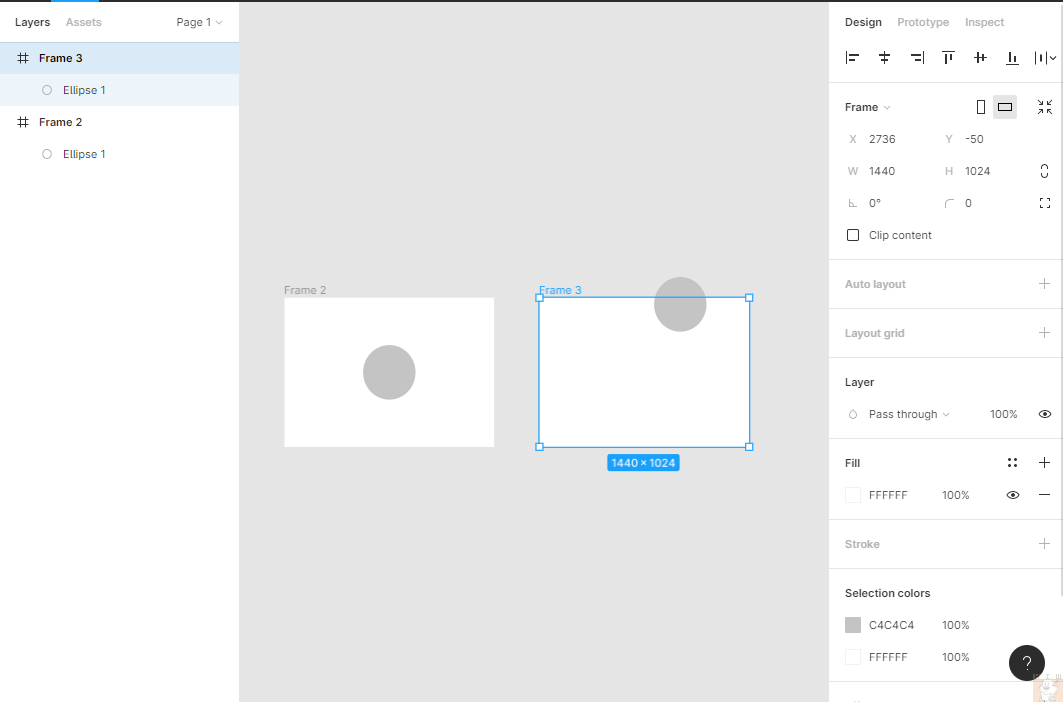 Layers Assets Page 1
Frame 3
Ellipse 1
Frame 2
Ellipse 1
Frame 2
Frame 3
1440 × 1024
Design Prototype Inspect
Frame
X 2736 Y -50
W 1440 H 1024
0° 0
Clip content
Auto layout
Layout grid
Layer
Pass through 100%
Fill
FFFFFF 100%
Stroke
Selection colors
C4C4C4 100%
FFFFFF 100%
?